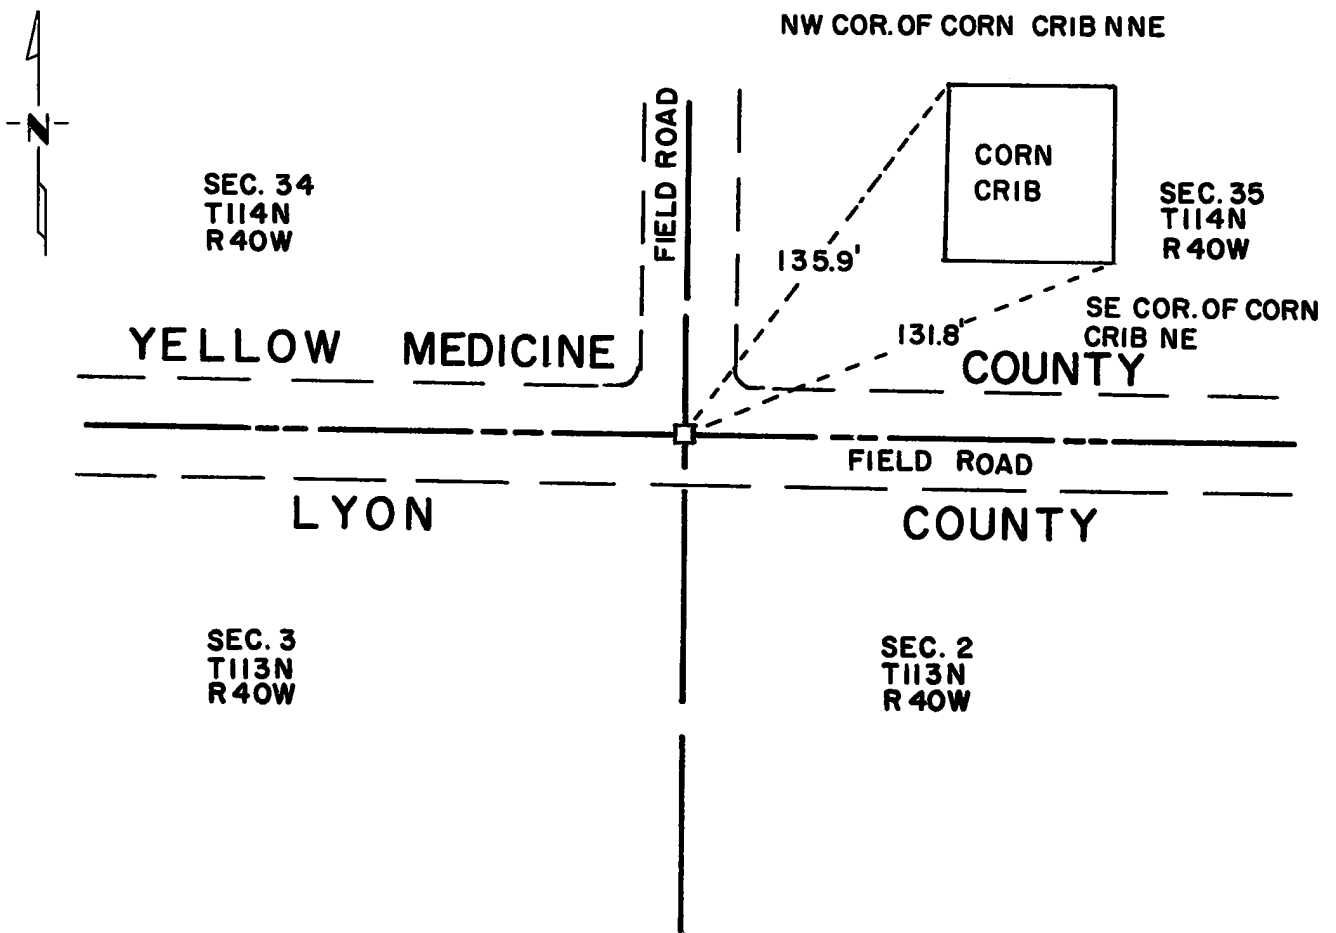 NW COR. OF CORN CRIB NNE
N
FIELD ROAD
CORN
CRIB
SEC. 34
T114N
R40W
SEC. 35
T114N
R40W
135.9'
131.8'
SE COR. OF CORN
CRIB NE
YELLOW MEDICINE COUNTY
FIELD ROAD
LYON COUNTY
SEC. 3
T113N
R40W
SEC. 2
T113N
R40W